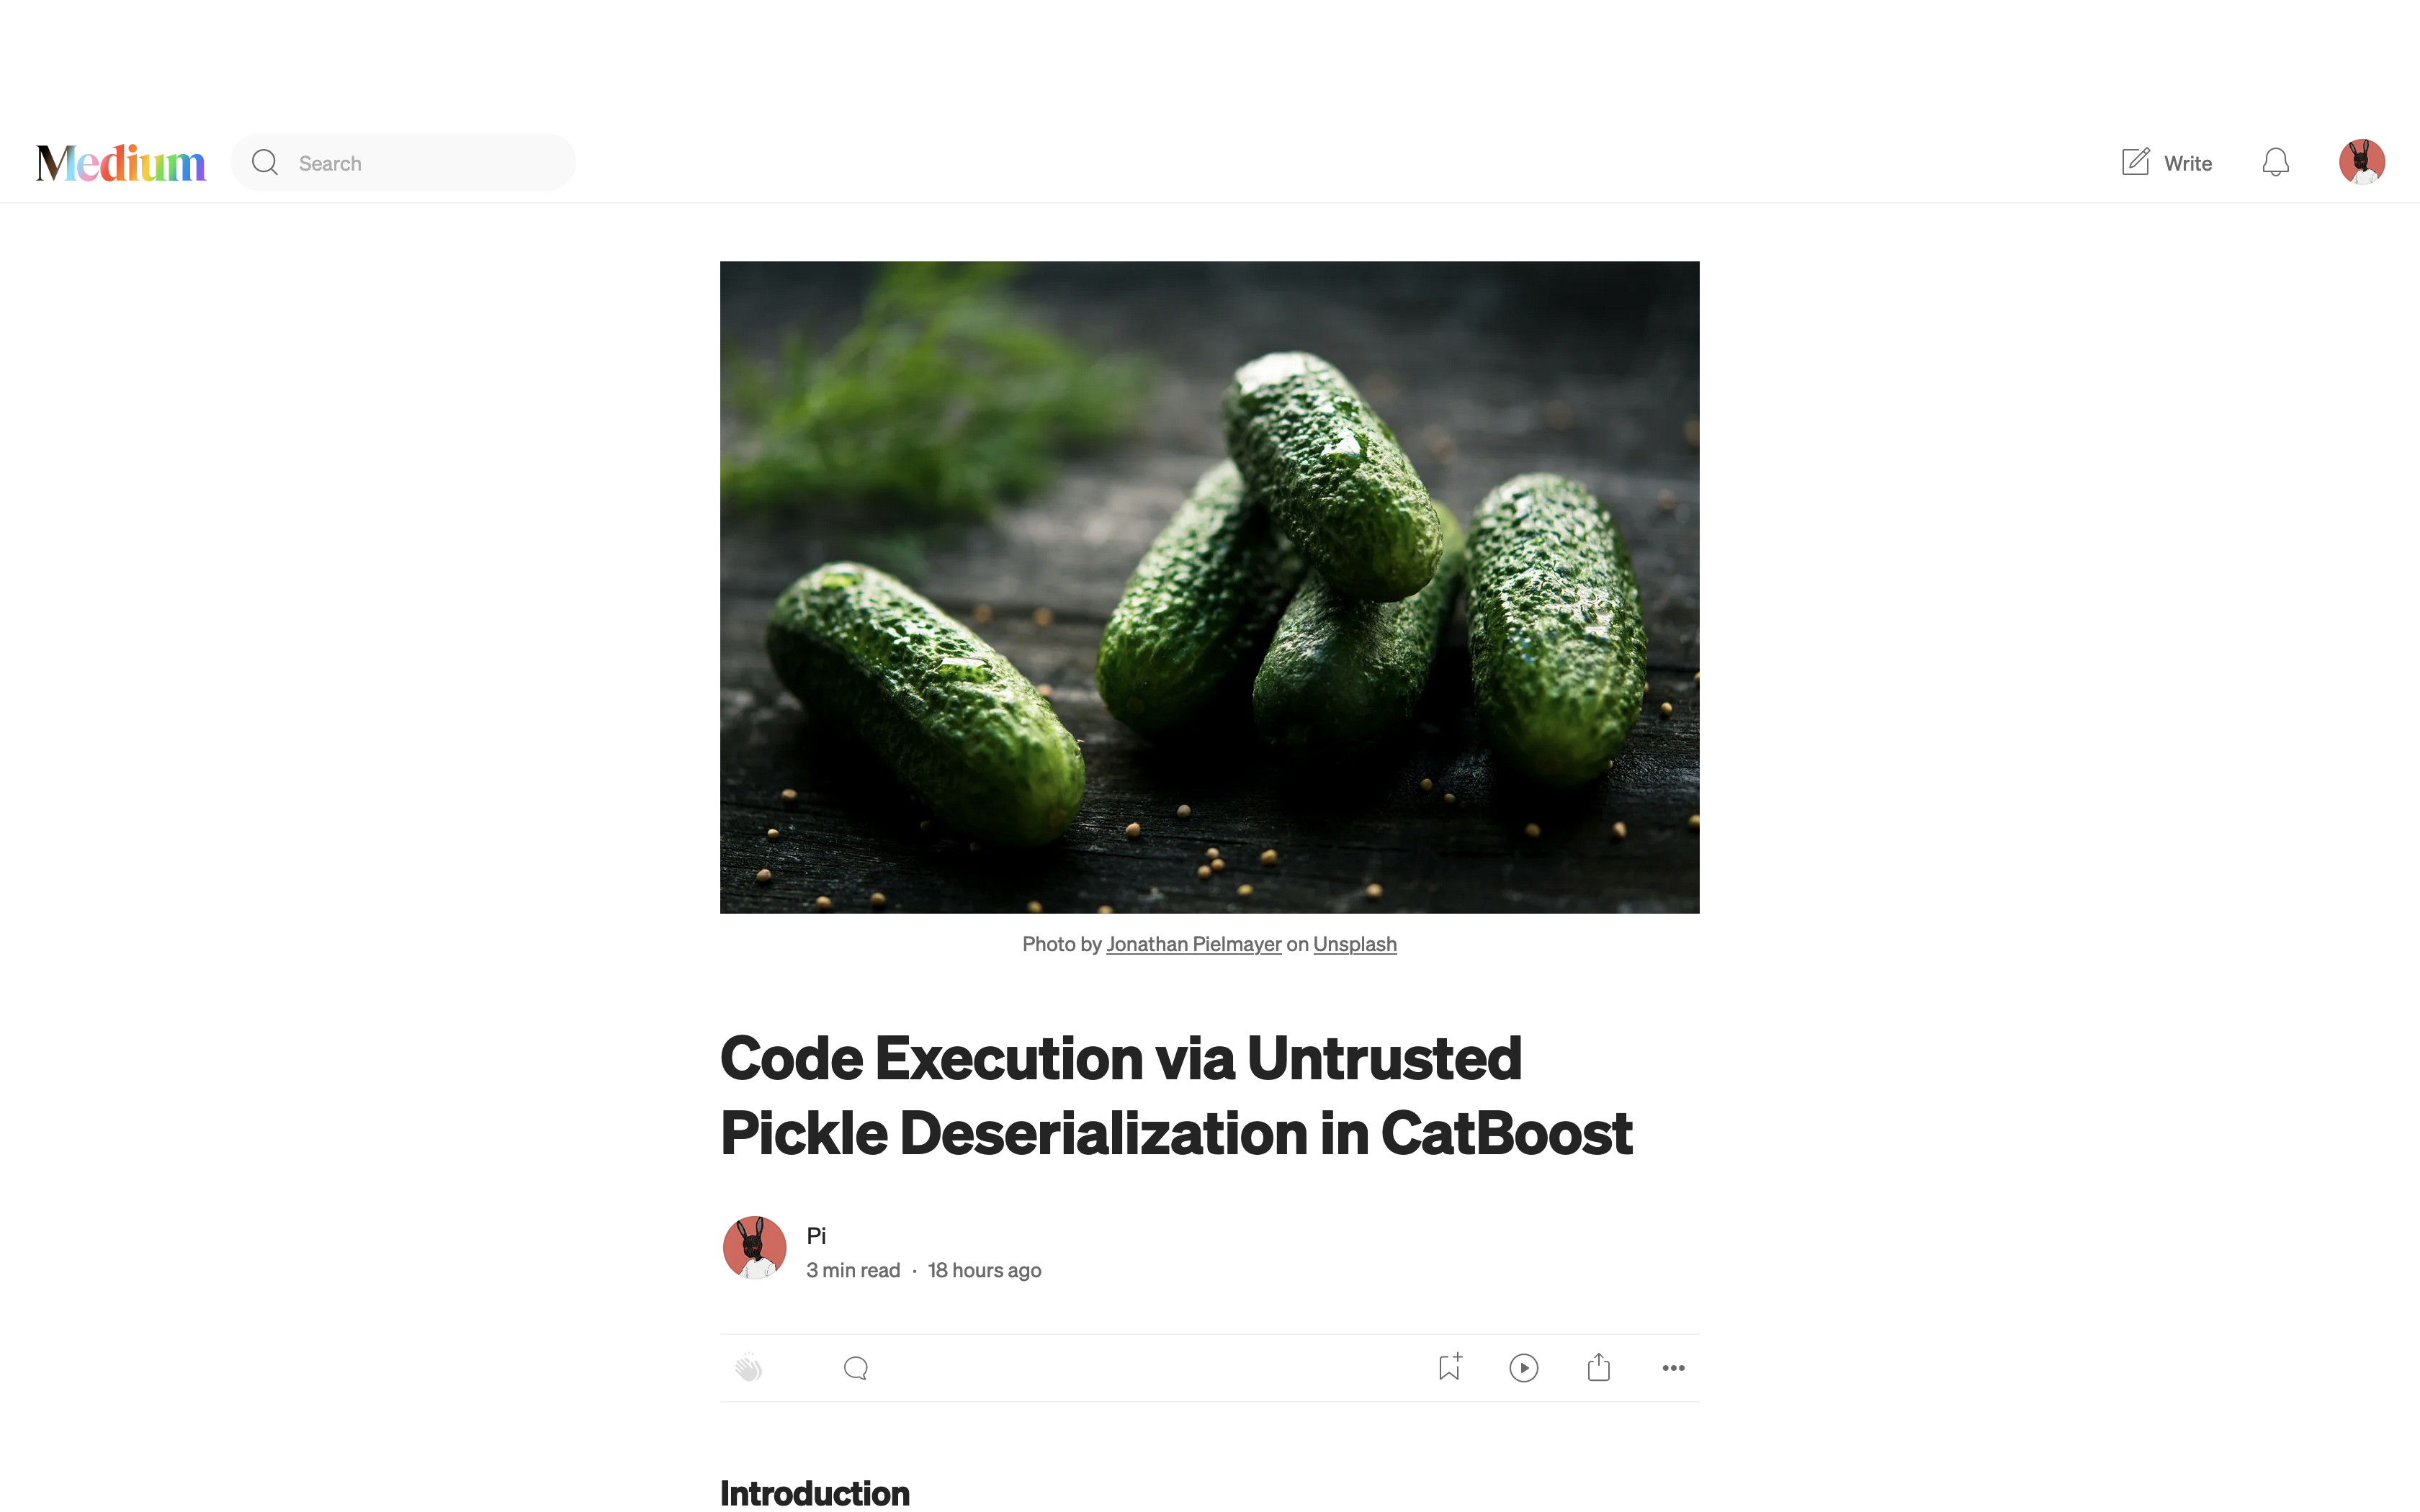 Medium
Search
Write
Photo by Jonathan Pielmayer on Unsplash
Code Execution via Untrusted
Pickle Deserialization in CatBoost
Pi
3 min read · 18 hours ago
Introduction